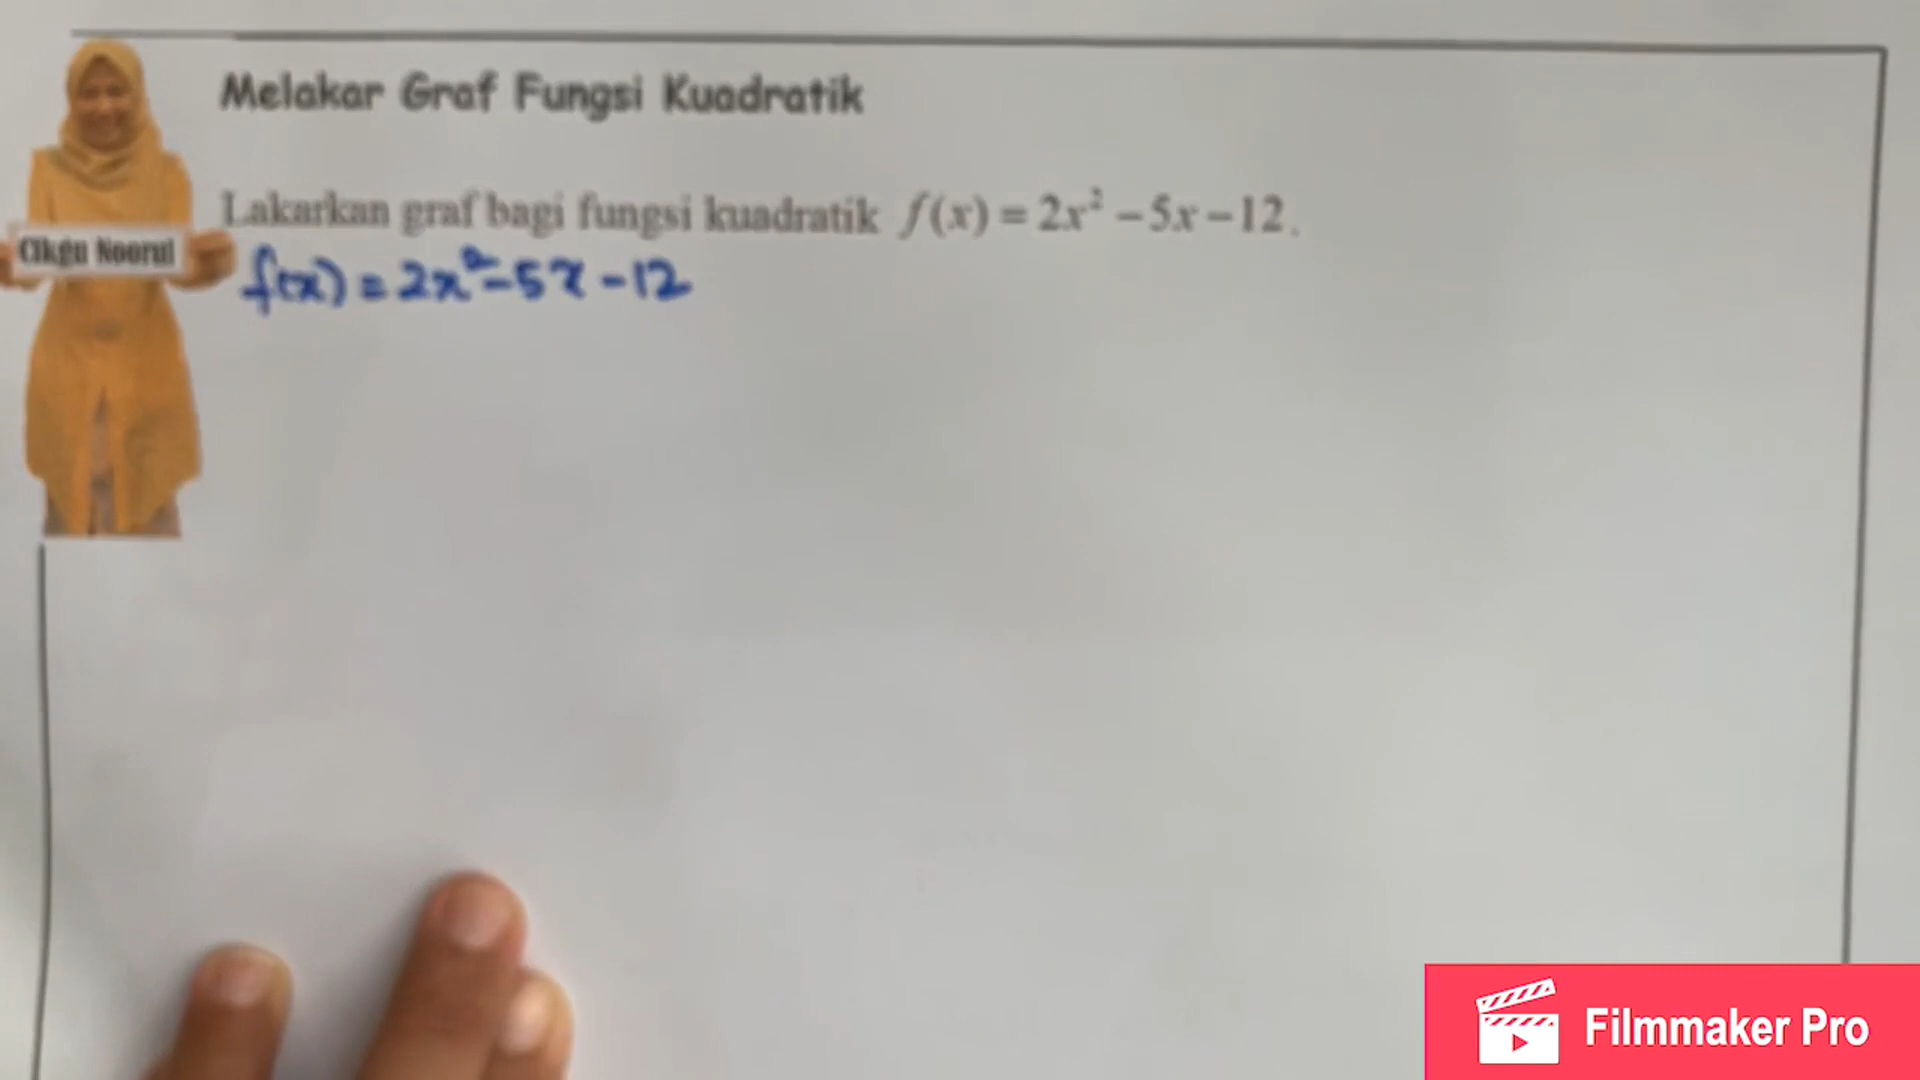 Melakar Graf Fungsi Kuadratik
Lakarkan graf bagi fungsi kuadratik f(x) = 2x² − 5x − 12.
Cikgu Noorul
f(x) = 2x² − 5x − 12
Filmmaker Pro